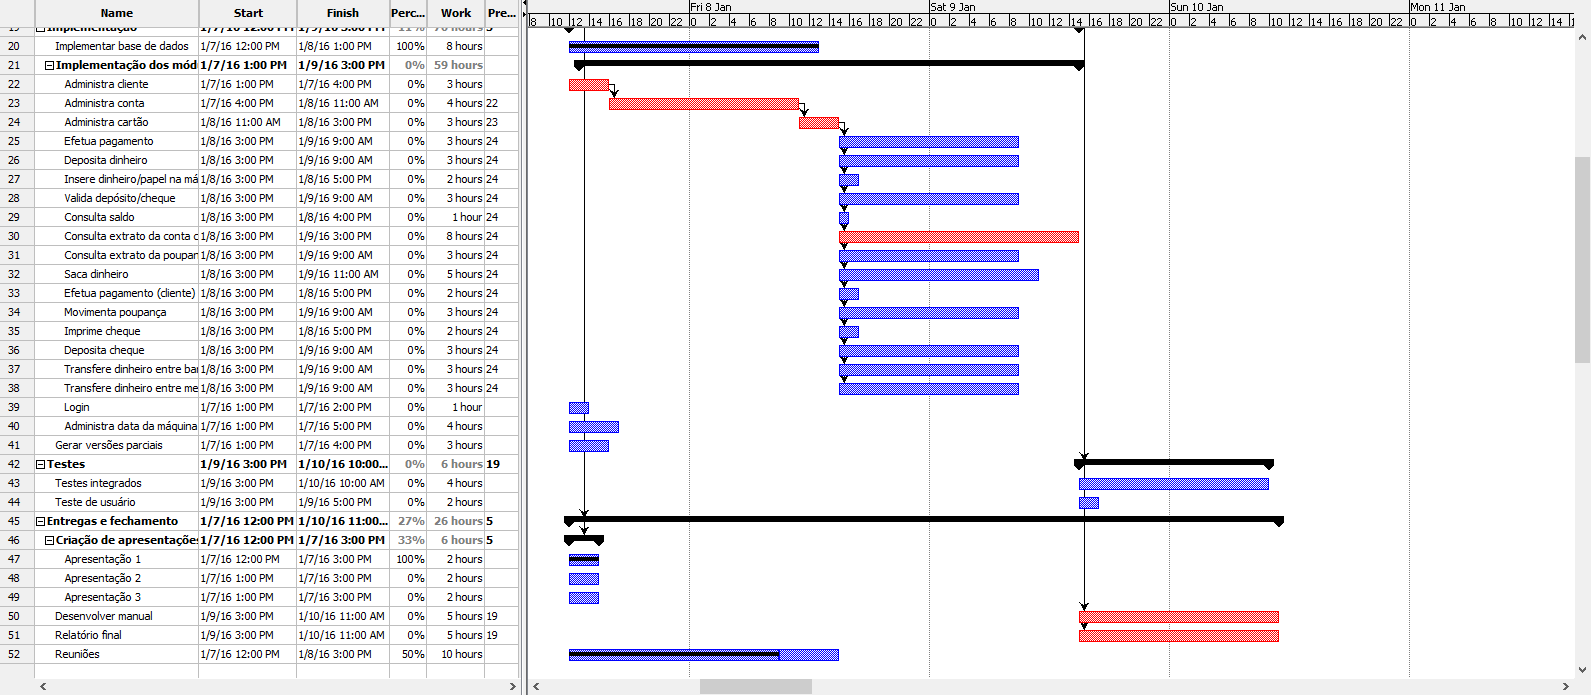 Name Start Finish Perc... Work Pre...
Fri 8 Jan Sat 9 Jan Sun 10 Jan Mon 11 Jan
8 10 12 14 16 20 22 0 2 4 6 8 10 12 14 16 20 22 0 2 4 6 8 10 12 14 16 20 22 0 2 4 6 8 10 12 14 16 20 22 0 2 4 6 8 10 12 14 1
19 Implementação 1/7/16 12:00 PM 1/9/16 3:00 PM 11% 70 hours 5
20 Implementar base de dados 1/7/16 12:00 PM 1/8/16 1:00 PM 100% 8 hours
21 Implementação dos mód 1/7/16 1:00 PM 1/9/16 3:00 PM 0% 59 hours
22 Administra cliente 1/7/16 1:00 PM 1/7/16 4:00 PM 0% 3 hours
23 Administra conta 1/7/16 4:00 PM 1/8/16 11:00 AM 0% 4 hours 22
24 Administra cartão 1/8/16 11:00 AM 1/8/16 3:00 PM 0% 3 hours 23
25 Efetua pagamento 1/8/16 3:00 PM 1/9/16 9:00 AM 0% 3 hours 24
26 Deposita dinheiro 1/8/16 3:00 PM 1/9/16 9:00 AM 0% 3 hours 24
27 Insere dinheiro/papel na má 1/8/16 3:00 PM 1/8/16 5:00 PM 0% 2 hours 24
28 Valida depósito/cheque 1/8/16 3:00 PM 1/9/16 9:00 AM 0% 3 hours 24
29 Consulta saldo 1/8/16 3:00 PM 1/8/16 4:00 PM 0% 1 hour 24
30 Consulta extrato da conta c 1/8/16 3:00 PM 1/9/16 3:00 PM 0% 8 hours 24
31 Consulta extrato da poupar 1/8/16 3:00 PM 1/9/16 9:00 AM 0% 3 hours 24
32 Saca dinheiro 1/8/16 3:00 PM 1/9/16 11:00 AM 0% 5 hours 24
33 Efetua pagamento (cliente) 1/8/16 3:00 PM 1/8/16 5:00 PM 0% 2 hours 24
34 Movimenta poupança 1/8/16 3:00 PM 1/9/16 9:00 AM 0% 3 hours 24
35 Imprime cheque 1/8/16 3:00 PM 1/8/16 5:00 PM 0% 2 hours 24
36 Deposita cheque 1/8/16 3:00 PM 1/9/16 9:00 AM 0% 3 hours 24
37 Transfere dinheiro entre bar 1/8/16 3:00 PM 1/9/16 9:00 AM 0% 3 hours 24
38 Transfere dinheiro entre me 1/8/16 3:00 PM 1/9/16 9:00 AM 0% 3 hours 24
39 Login 1/7/16 1:00 PM 1/7/16 2:00 PM 0% 1 hour
40 Administra data da máquina 1/7/16 1:00 PM 1/7/16 5:00 PM 0% 4 hours
41 Gerar versões parciais 1/7/16 1:00 PM 1/7/16 4:00 PM 0% 3 hours
42 Testes 1/9/16 3:00 PM 1/10/16 10:00... 0% 6 hours 19
43 Testes integrados 1/9/16 3:00 PM 1/10/16 10:00 AM 0% 4 hours
44 Teste de usuário 1/9/16 3:00 PM 1/9/16 5:00 PM 0% 2 hours
45 Entregas e fechamento 1/7/16 12:00 PM 1/10/16 11:00... 27% 26 hours 5
46 Criação de apresentações 1/7/16 12:00 PM 1/7/16 3:00 PM 33% 6 hours 5
47 Apresentação 1 1/7/16 12:00 PM 1/7/16 3:00 PM 100% 2 hours
48 Apresentação 2 1/7/16 1:00 PM 1/7/16 3:00 PM 0% 2 hours
49 Apresentação 3 1/7/16 1:00 PM 1/7/16 3:00 PM 0% 2 hours
50 Desenvolver manual 1/9/16 3:00 PM 1/10/16 11:00 AM 0% 5 hours 19
51 Relatório final 1/9/16 3:00 PM 1/10/16 11:00 AM 0% 5 hours 19
52 Reuniões 1/7/16 12:00 PM 1/8/16 3:00 PM 50% 10 hours